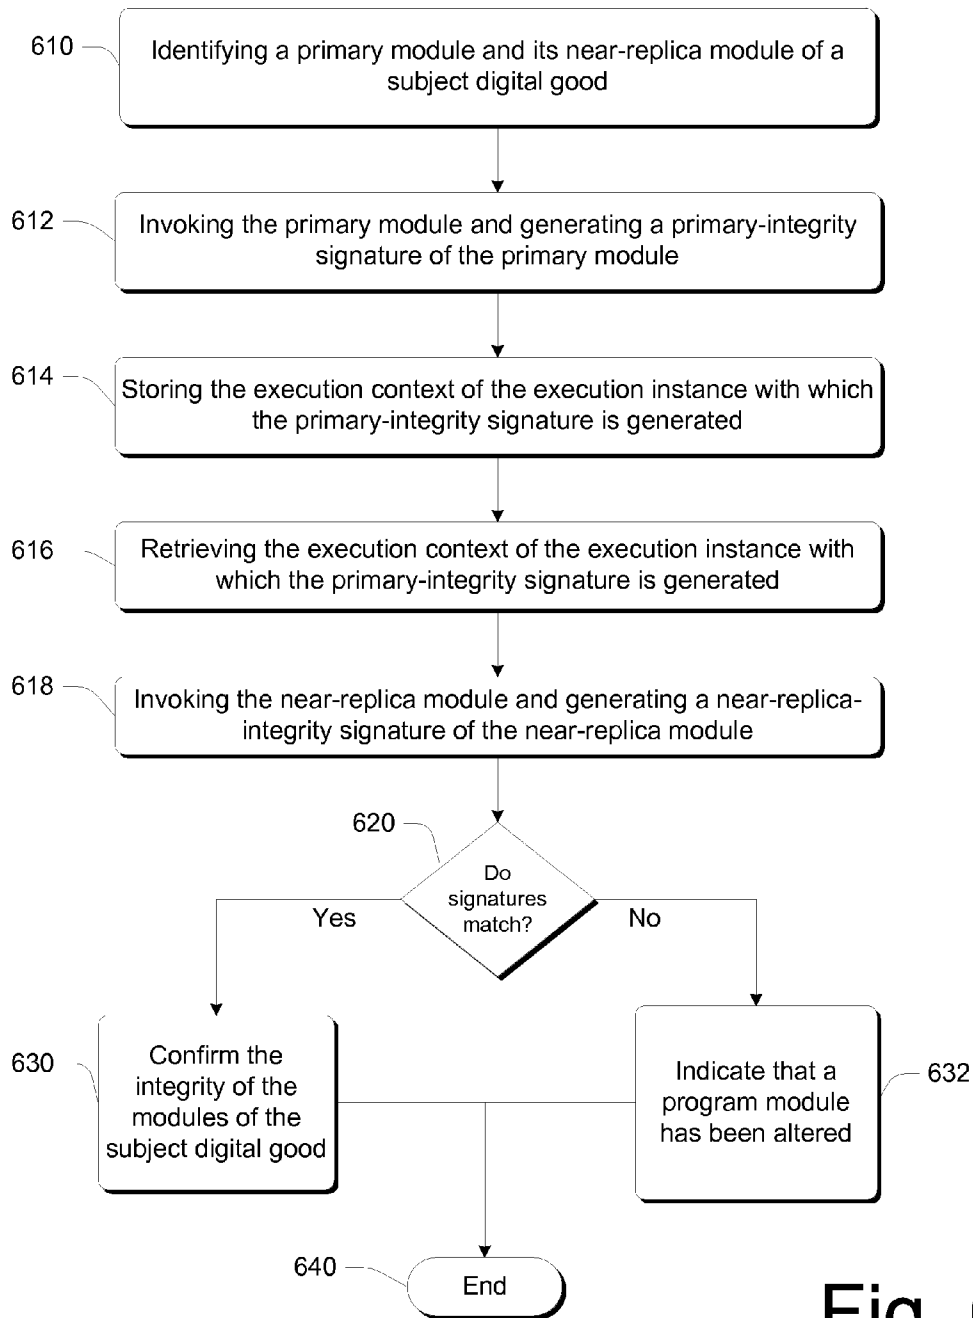 610
Identifying a primary module and its near-replica module of a
subject digital good
612
Invoking the primary module and generating a primary-integrity
signature of the primary module
614
Storing the execution context of the execution instance with which
the primary-integrity signature is generated
616
Retrieving the execution context of the execution instance with
which the primary-integrity signature is generated
618
Invoking the near-replica module and generating a near-replica-
integrity signature of the near-replica module
620
Do
signatures
match?
Yes
No
630
Confirm the
integrity of the
modules of the
subject digital good
Indicate that a
program module
has been altered
632
640
End
Fig.